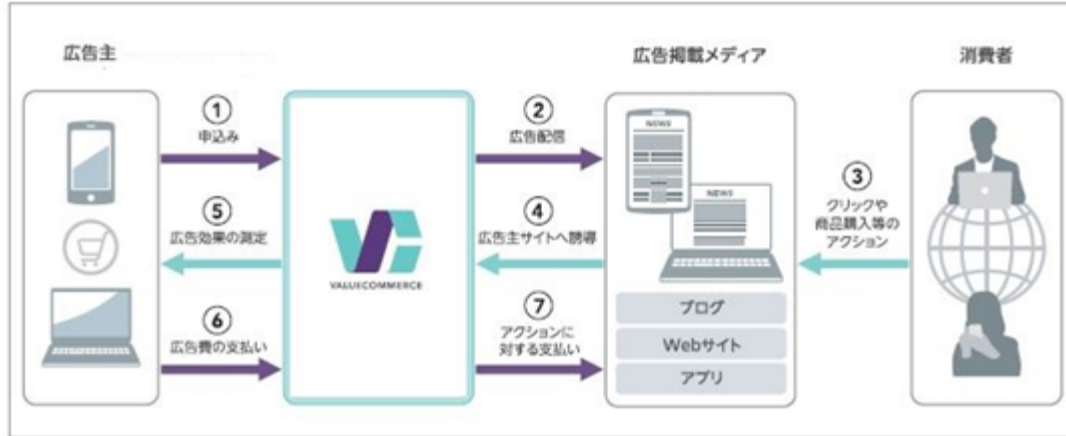 広告主
広告掲載メディア
消費者
①
申込み
②
広告配信
③
クリックや
商品購入等の
アクション
④
広告主サイトへ誘導
⑤
広告効果の測定
⑥
広告費の支払い
⑦
アクションに
対する支払い
VALUECOMMERCE
NEWS
NEWS
ブログ
Webサイト
アプリ